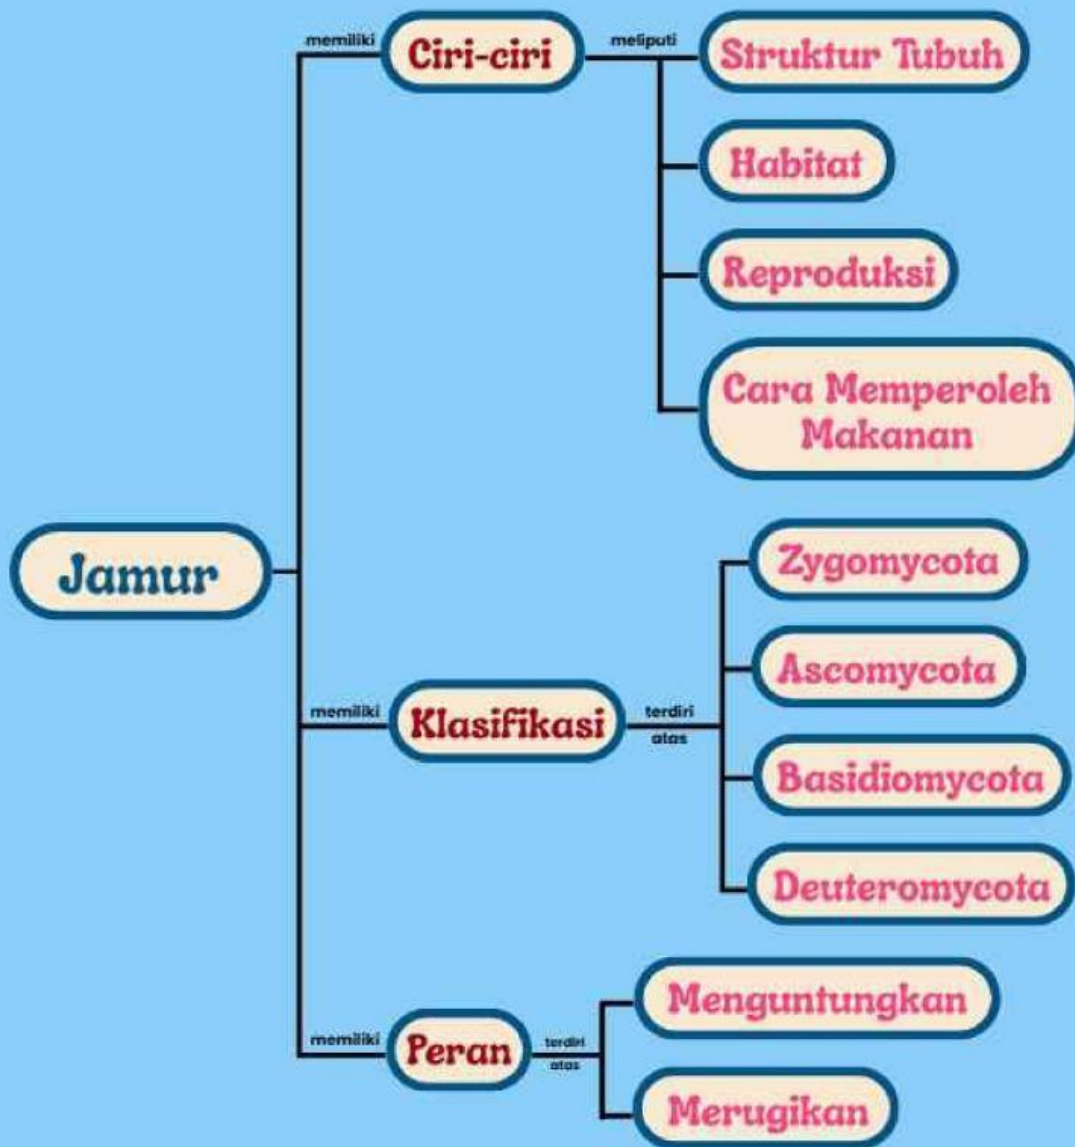 memiliki
Ciri-ciri
meliputi
Struktur Tubuh
Habitat
Reproduksi
Cara Memperoleh
Makanan
Jamur
memiliki
Klasifikasi
terdiri
atas
Zygomycota
Ascomycota
Basidiomycota
Deuteromycota
memiliki
Peran
terdiri
atas
Menguntungkan
Merugikan